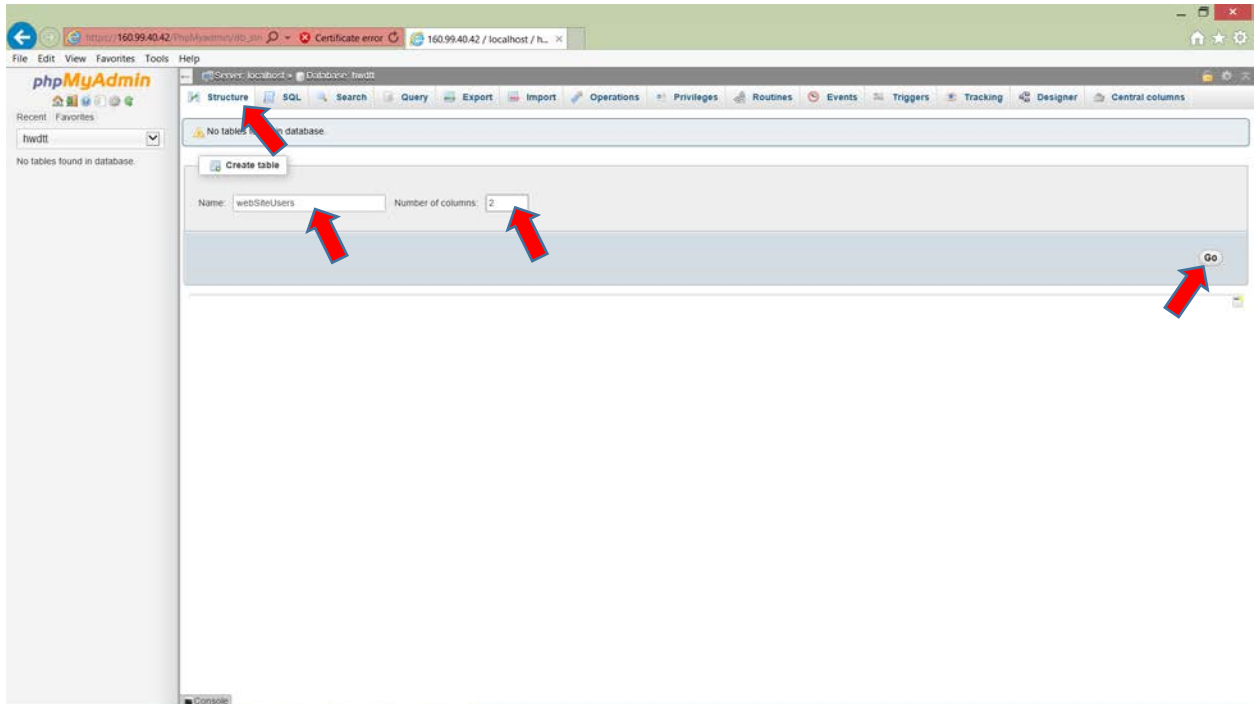 https://160.99.40.42/PhpMyadmin/db_str
Certificate error
160.99.40.42 / localhost / h...
File Edit View Favorites Tools Help
phpMyAdmin
Server: localhost » Database: hwdtt
Structure SQL Search Query Export Import Operations Privileges Routines Events Triggers Tracking Designer Central columns
Recent Favorites
hwdtt
No tables found in database.
No tables in database.
Create table
Name: webSiteUsers Number of columns: 2
Go
Console